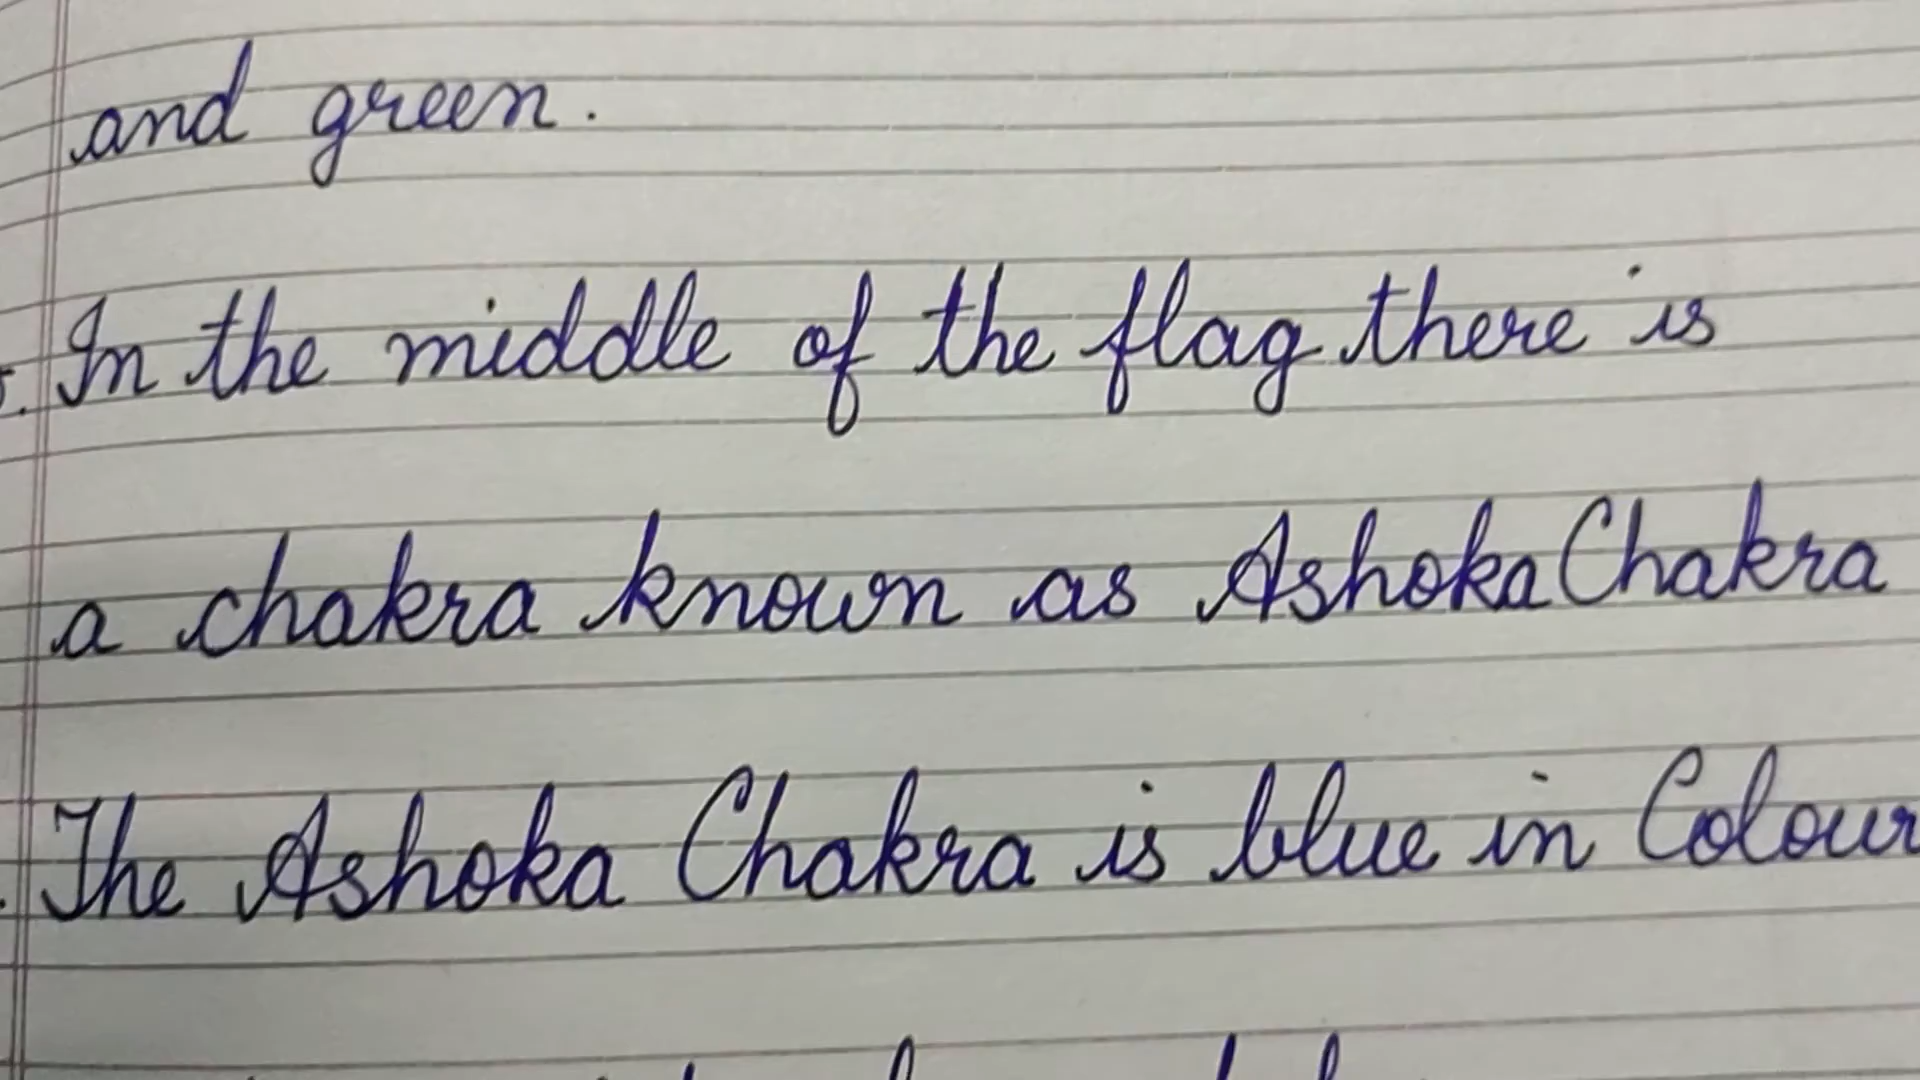 and green.
In the middle of the flag there is
a chakra known as Ashoka Chakra
The Ashoka Chakra is blue in Colour